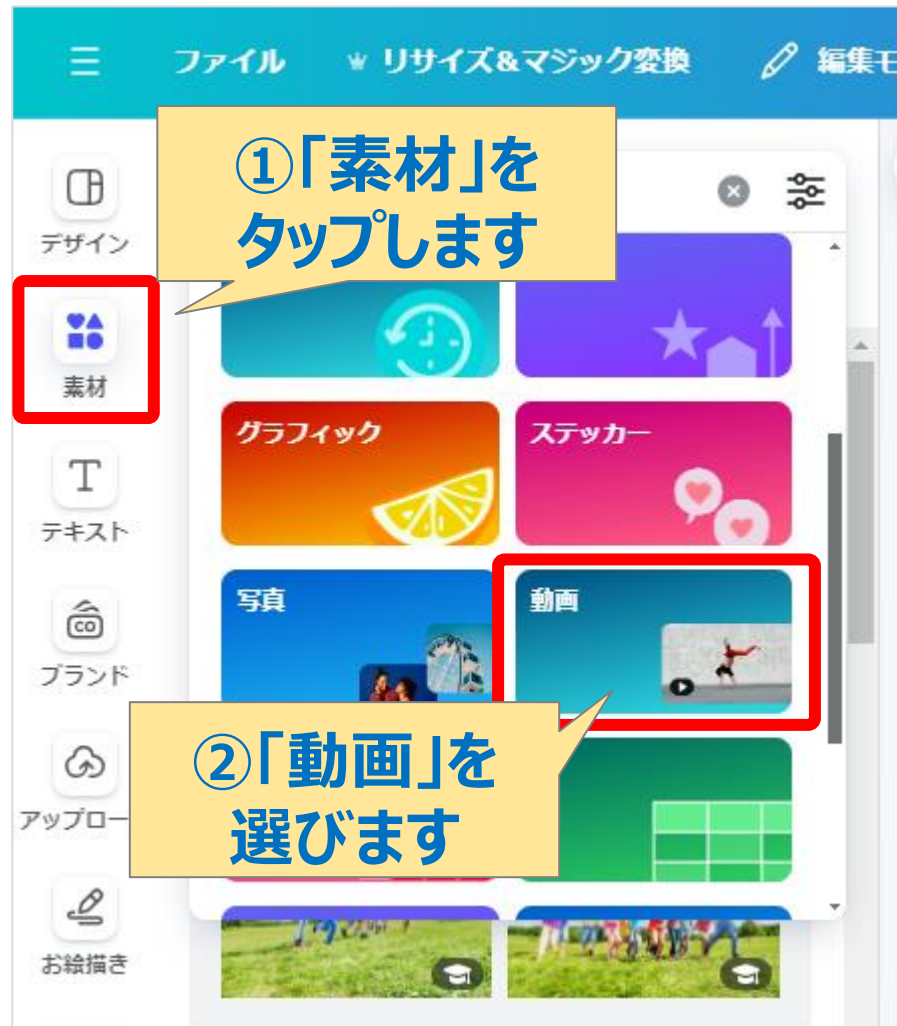 ファイル
リサイズ&マジック変換
編集モ
①「素材」を
タップします
デザイン
素材
グラフィック
ステッカー
テキスト
写真
動画
ブランド
CO
②「動画」を
選びます
アップロー
お絵描き